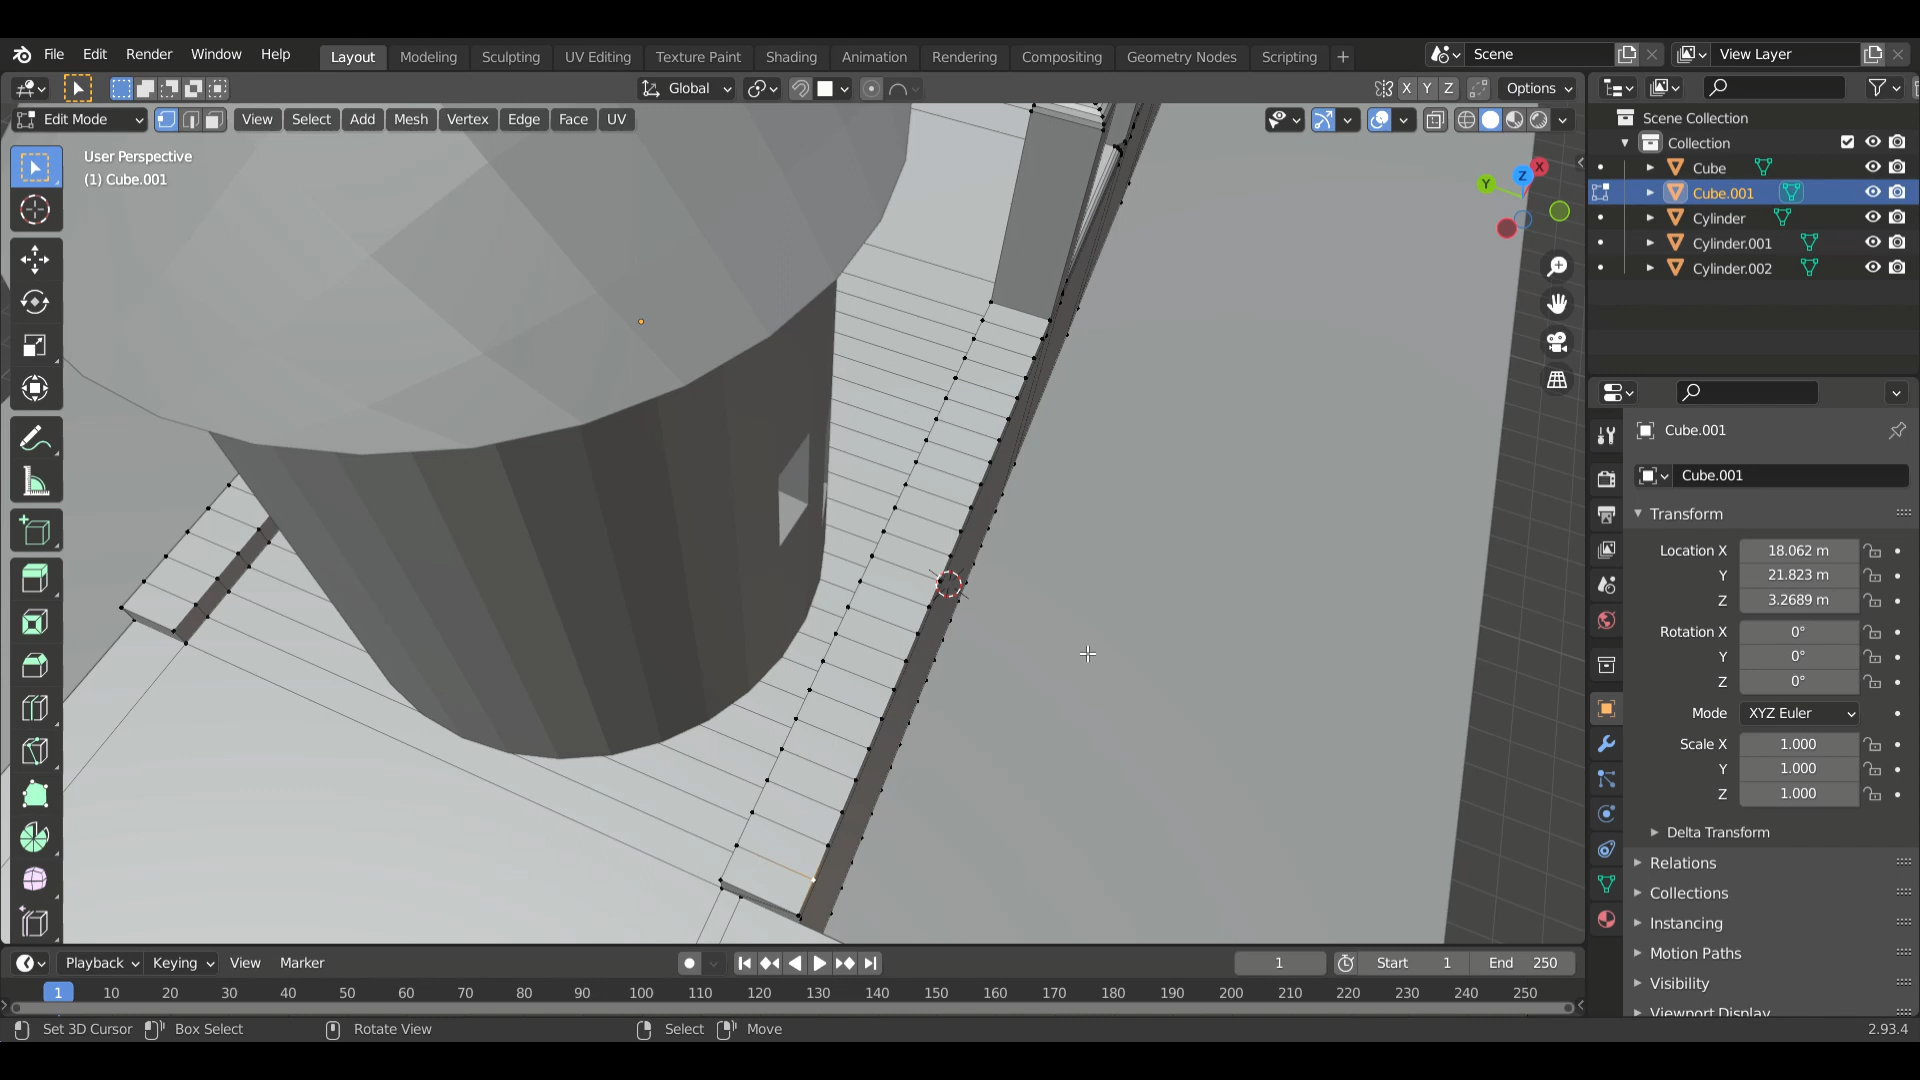 File Edit Render Window Help Layout Modeling Sculpting UV Editing Texture Paint Shading Animation Rendering Compositing Geometry Nodes Scripting + Scene View Layer
Global X Y Z Options
Edit Mode View Select Add Mesh Vertex Edge Face UV
User Perspective
(1) Cube.001
X
Y
Z
Scene Collection
Collection
Cube
Cube.001
Cylinder
Cylinder.001
Cylinder.002
Cube.001
Cube.001
Transform
Location X 18.062 m
Y 21.823 m
Z 3.2689 m
Rotation X 0°
Y 0°
Z 0°
Mode XYZ Euler
Scale X 1.000
Y 1.000
Z 1.000
Delta Transform
Relations
Collections
Instancing
Motion Paths
Visibility
Viewport Display
Playback Keying View Marker 1 Start 1 End 250
1 10 20 30 40 50 60 70 80 90 100 110 120 130 140 150 160 170 180 190 200 210 220 230 240 250
Set 3D Cursor Box Select Rotate View Select Move 2.93.4